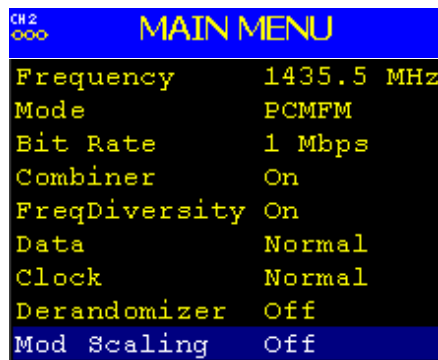 CH 2
MAIN MENU
Frequency 1435.5 MHz
Mode PCMFM
Bit Rate 1 Mbps
Combiner On
FreqDiversity On
Data Normal
Clock Normal
Derandomizer Off
Mod Scaling Off